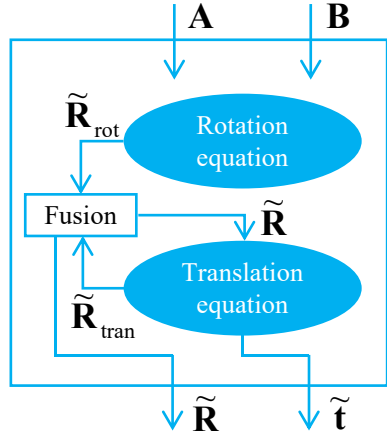 A B
R̃rot
Rotation
equation
Fusion
R̃
Translation
equation
R̃tran
R̃ t̃